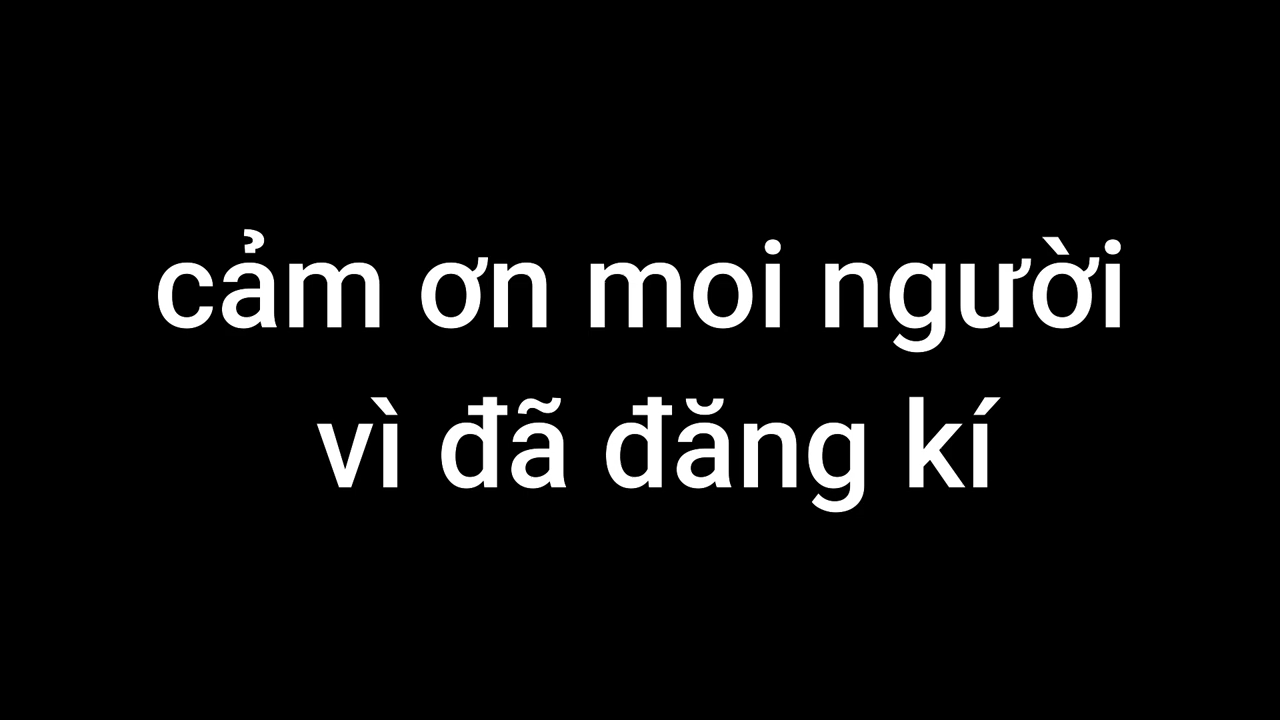 cảm ơn moi người
vì đã đăng kí